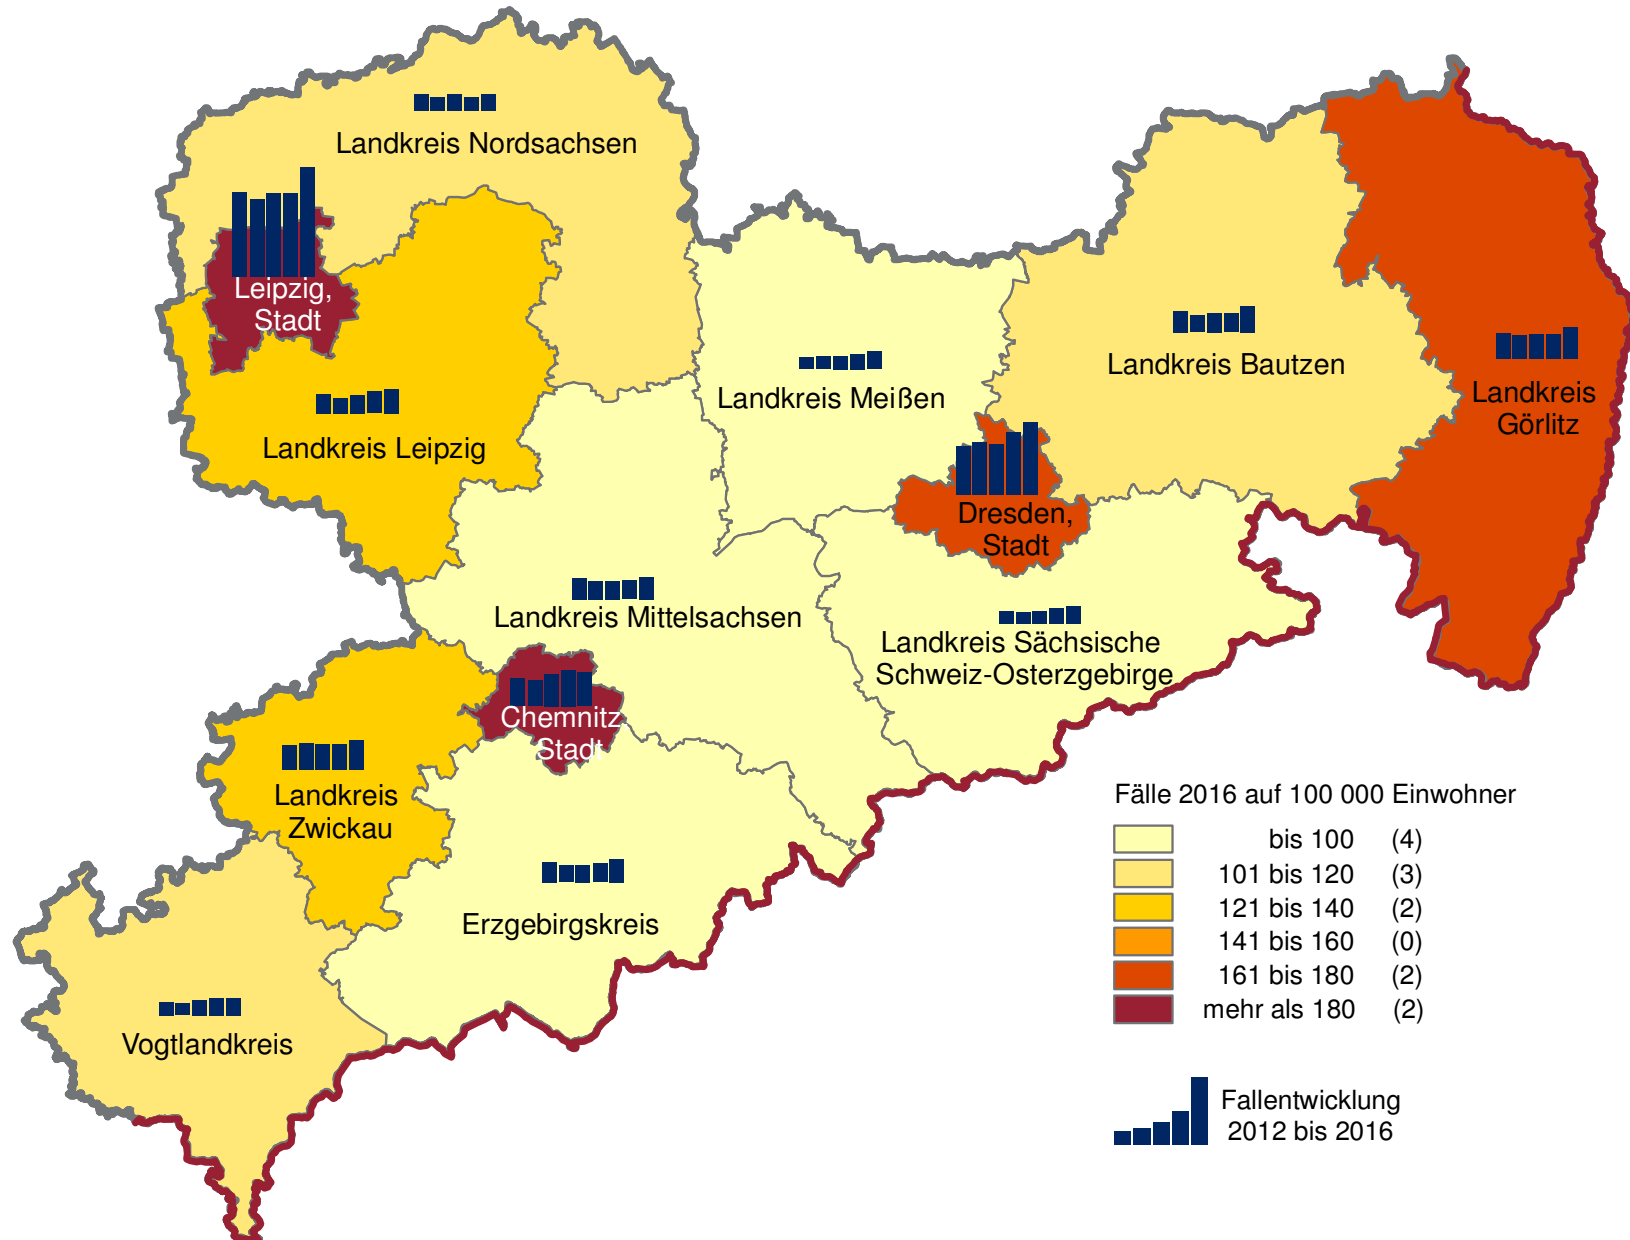 Landkreis Nordsachsen
Leipzig,
Stadt
Landkreis Leipzig
Landkreis Meißen
Landkreis Bautzen
Landkreis
Görlitz
Dresden,
Stadt
Landkreis Mittelsachsen
Landkreis Sächsische
Schweiz-Osterzgebirge
Chemnitz
Stadt
Landkreis
Zwickau
Erzgebirgskreis
Vogtlandkreis
Fälle 2016 auf 100 000 Einwohner
bis 100 (4)
101 bis 120 (3)
121 bis 140 (2)
141 bis 160 (0)
161 bis 180 (2)
mehr als 180 (2)
Fallentwicklung
2012 bis 2016